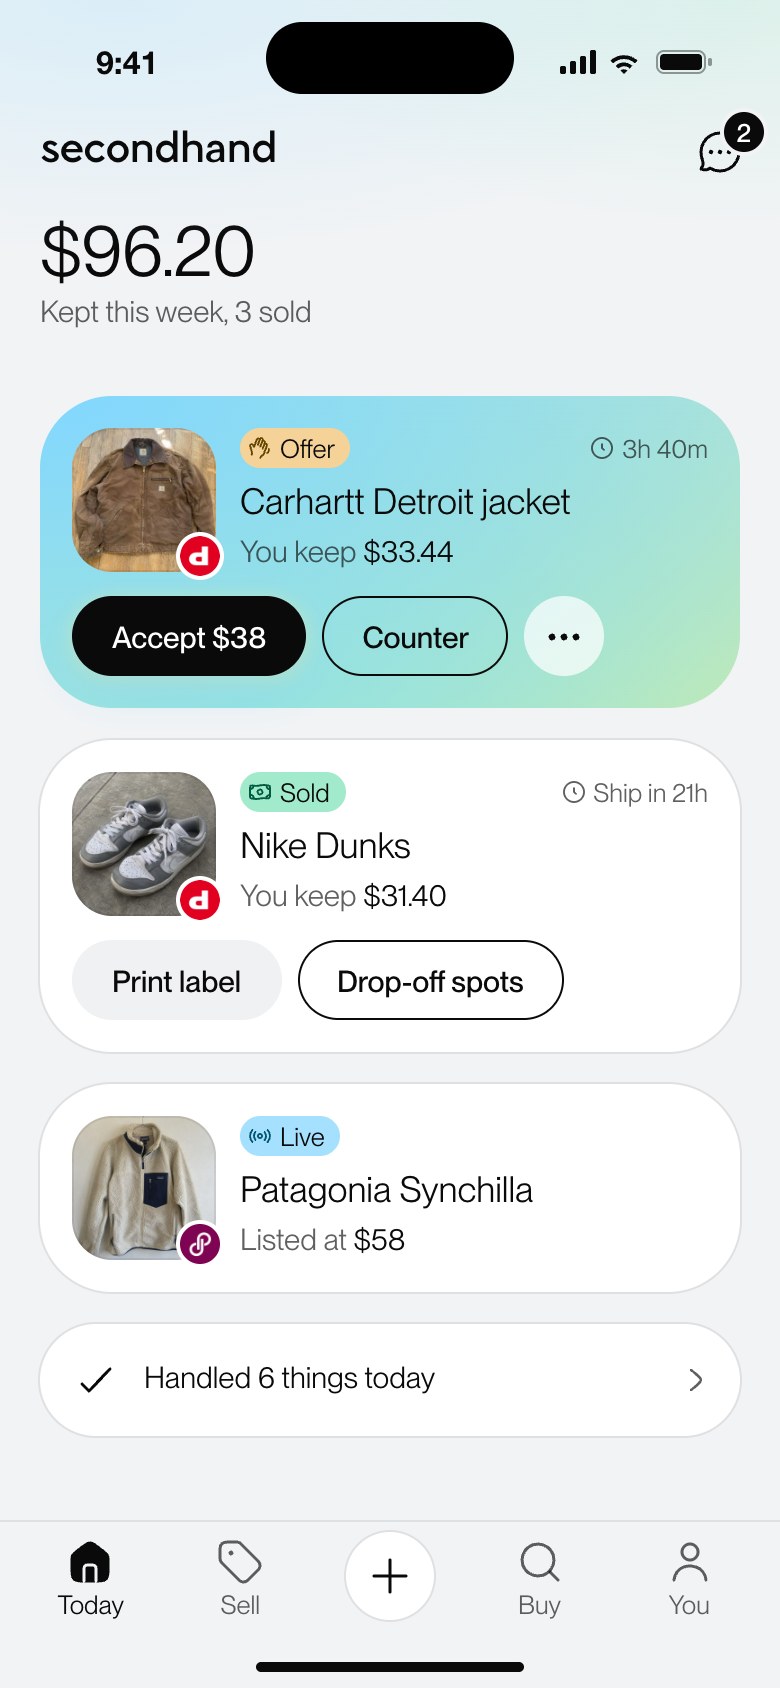 9:41
secondhand
2
$96.20
Kept this week, 3 sold
Offer
3h 40m
Carhartt Detroit jacket
You keep $33.44
Accept $38
Counter
Sold
Ship in 21h
Nike Dunks
You keep $31.40
Print label
Drop-off spots
Live
Patagonia Synchilla
Listed at $58
Handled 6 things today
Today
Sell
Buy
You